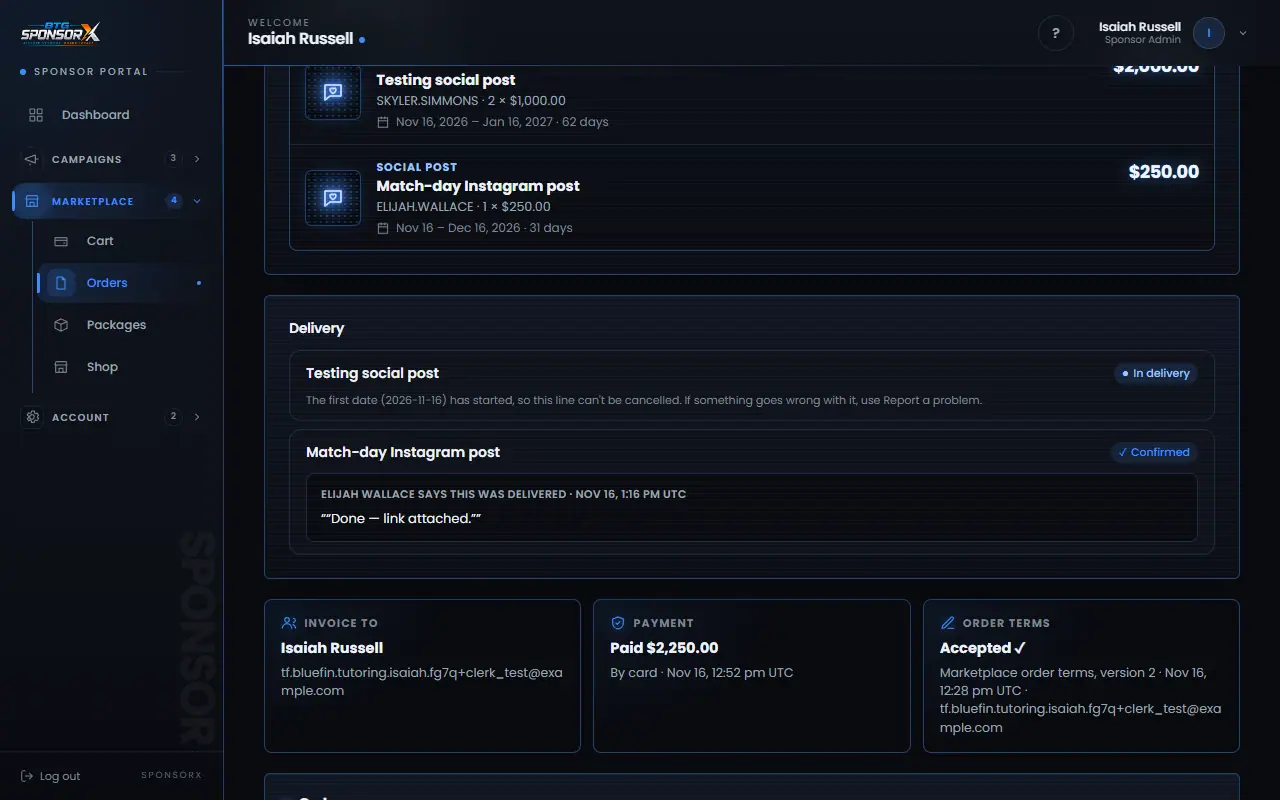 BTG
SPONSORX
SPONSOR PORTAL
Dashboard
CAMPAIGNS 3
MARKETPLACE 4
Cart
Orders
Packages
Shop
ACCOUNT 2
SPONSOR
Log out
SPONSORX
WELCOME
Isaiah Russell
?
Isaiah Russell
Sponsor Admin
I
$2,000.00
Testing social post
SKYLER.SIMMONS · 2 × $1,000.00
Nov 16, 2026 – Jan 16, 2027 · 62 days
SOCIAL POST
$250.00
Match-day Instagram post
ELIJAH.WALLACE · 1 × $250.00
Nov 16 – Dec 16, 2026 · 31 days
Delivery
Testing social post
In delivery
The first date (2026-11-16) has started, so this line can't be cancelled. If something goes wrong with it, use Report a problem.
Match-day Instagram post
✓ Confirmed
ELIJAH WALLACE SAYS THIS WAS DELIVERED · NOV 16, 1:16 PM UTC
““Done — link attached.””
INVOICE TO
Isaiah Russell
tf.bluefin.tutoring.isaiah.fg7q+clerk_test@exa
mple.com
PAYMENT
Paid $2,250.00
By card · Nov 16, 12:52 pm UTC
ORDER TERMS
Accepted ✓
Marketplace order terms, version 2 · Nov 16,
12:28 pm UTC ·
tf.bluefin.tutoring.isaiah.fg7q+clerk_test@exa
mple.com